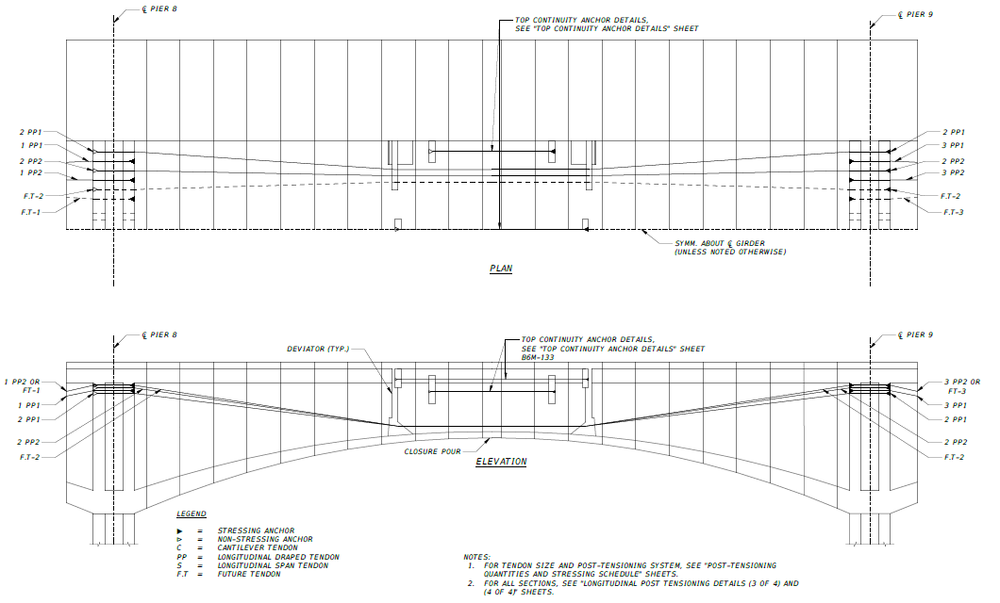 ℄ PIER 8
TOP CONTINUITY ANCHOR DETAILS,
SEE "TOP CONTINUITY ANCHOR DETAILS" SHEET
℄ PIER 9
2 PP1
1 PP1
2 PP2
1 PP2
F.T-2
F.T-1
2 PP1
3 PP1
2 PP2
3 PP2
F.T-2
F.T-3
SYMM. ABOUT ℄ GIRDER
(UNLESS NOTED OTHERWISE)
PLAN
℄ PIER 8
DEVIATOR (TYP.)
TOP CONTINUITY ANCHOR DETAILS,
SEE "TOP CONTINUITY ANCHOR DETAILS" SHEET
B6M-133
℄ PIER 9
1 PP2 OR
FT-1
1 PP1
2 PP1
2 PP2
F.T-2
3 PP2 OR
FT-3
3 PP1
2 PP1
2 PP2
F.T-2
CLOSURE POUR
ELEVATION
LEGEND
▶ = STRESSING ANCHOR
▷ = NON-STRESSING ANCHOR
C = CANTILEVER TENDON
PP = LONGITUDINAL DRAPED TENDON
S = LONGITUDINAL SPAN TENDON
F.T = FUTURE TENDON
NOTES:
1. FOR TENDON SIZE AND POST-TENSIONING SYSTEM, SEE "POST-TENSIONING
QUANTITIES AND STRESSING SCHEDULE" SHEETS.
2. FOR ALL SECTIONS, SEE "LONGITUDINAL POST TENSIONING DETAILS (3 OF 4) AND
(4 OF 4)" SHEETS.